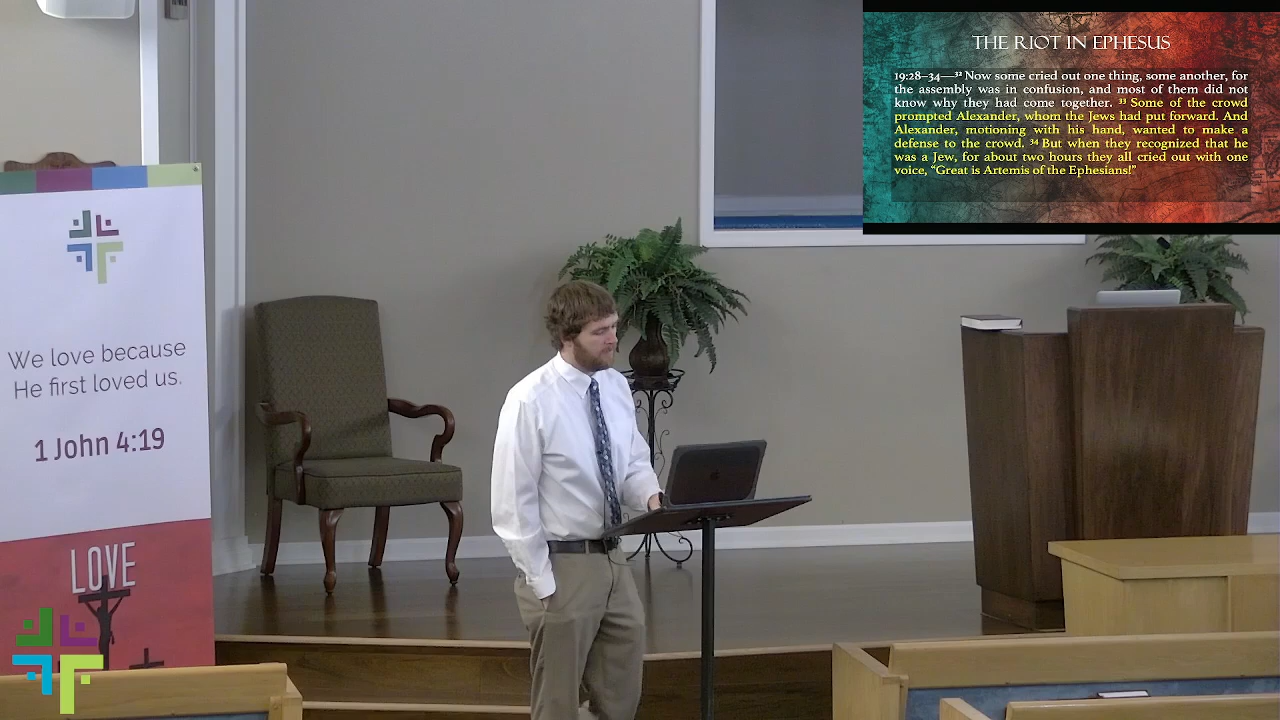 THE RIOT IN EPHESUS
19:28–34—³² Now some cried out one thing, some another, for
the assembly was in confusion, and most of them did not
know why they had come together. ³³ Some of the crowd
prompted Alexander, whom the Jews had put forward. And
Alexander, motioning with his hand, wanted to make a
defense to the crowd. ³⁴ But when they recognized that he
was a Jew, for about two hours they all cried out with one
voice, “Great is Artemis of the Ephesians!”
We love because
He first loved us.
1 John 4:19
LOVE